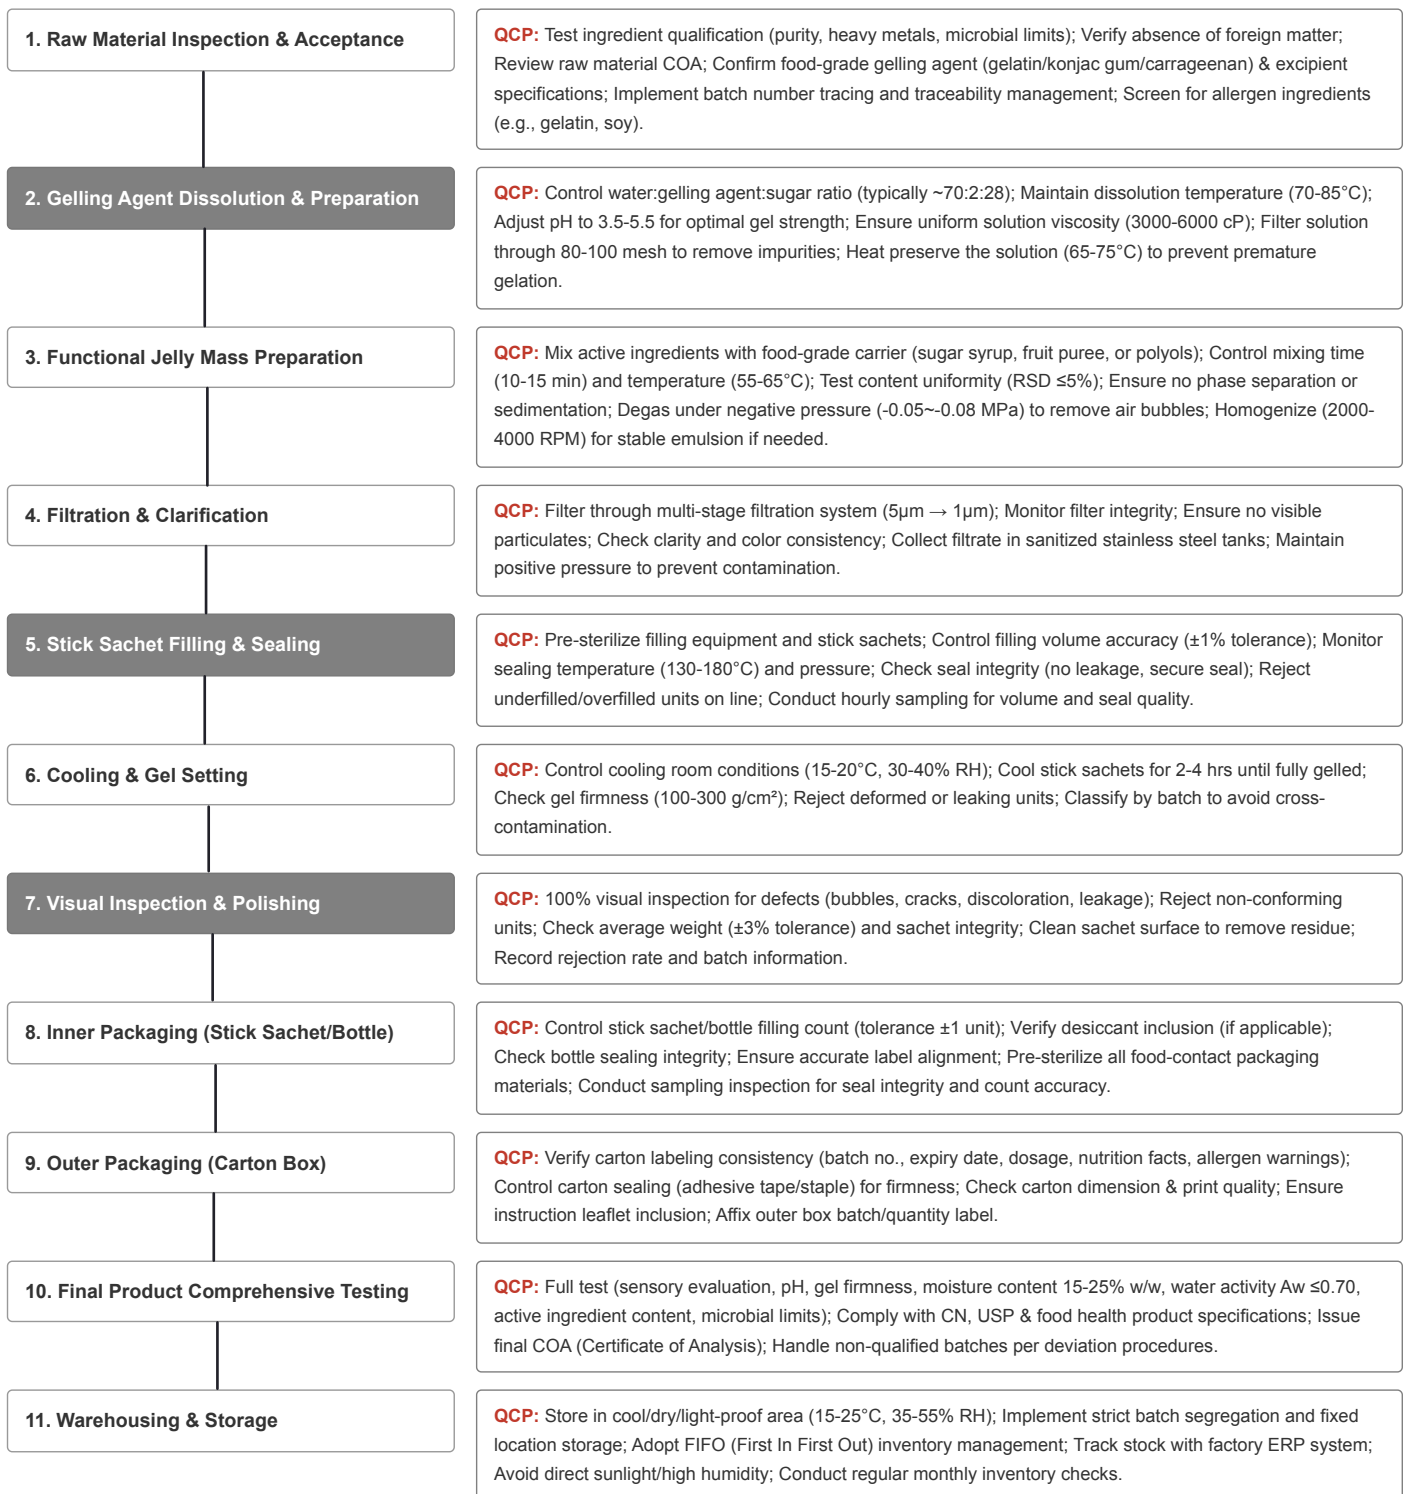 1. Raw Material Inspection & Acceptance
QCP: Test ingredient qualification (purity, heavy metals, microbial limits); Verify absence of foreign matter;
Review raw material COA; Confirm food-grade gelling agent (gelatin/konjac gum/carrageenan) & excipient
specifications; Implement batch number tracing and traceability management; Screen for allergen ingredients
(e.g., gelatin, soy).
2. Gelling Agent Dissolution & Preparation
QCP: Control water:gelling agent:sugar ratio (typically ~70:2:28); Maintain dissolution temperature (70-85°C);
Adjust pH to 3.5-5.5 for optimal gel strength; Ensure uniform solution viscosity (3000-6000 cP); Filter solution
through 80-100 mesh to remove impurities; Heat preserve the solution (65-75°C) to prevent premature
gelation.
3. Functional Jelly Mass Preparation
QCP: Mix active ingredients with food-grade carrier (sugar syrup, fruit puree, or polyols); Control mixing time
(10-15 min) and temperature (55-65°C); Test content uniformity (RSD ≤5%); Ensure no phase separation or
sedimentation; Degas under negative pressure (-0.05~-0.08 MPa) to remove air bubbles; Homogenize (2000-
4000 RPM) for stable emulsion if needed.
4. Filtration & Clarification
QCP: Filter through multi-stage filtration system (5μm → 1μm); Monitor filter integrity; Ensure no visible
particulates; Check clarity and color consistency; Collect filtrate in sanitized stainless steel tanks; Maintain
positive pressure to prevent contamination.
5. Stick Sachet Filling & Sealing
QCP: Pre-sterilize filling equipment and stick sachets; Control filling volume accuracy (±1% tolerance); Monitor
sealing temperature (130-180°C) and pressure; Check seal integrity (no leakage, secure seal); Reject
underfilled/overfilled units on line; Conduct hourly sampling for volume and seal quality.
6. Cooling & Gel Setting
QCP: Control cooling room conditions (15-20°C, 30-40% RH); Cool stick sachets for 2-4 hrs until fully gelled;
Check gel firmness (100-300 g/cm²); Reject deformed or leaking units; Classify by batch to avoid cross-
contamination.
7. Visual Inspection & Polishing
QCP: 100% visual inspection for defects (bubbles, cracks, discoloration, leakage); Reject non-conforming
units; Check average weight (±3% tolerance) and sachet integrity; Clean sachet surface to remove residue;
Record rejection rate and batch information.
8. Inner Packaging (Stick Sachet/Bottle)
QCP: Control stick sachet/bottle filling count (tolerance ±1 unit); Verify desiccant inclusion (if applicable);
Check bottle sealing integrity; Ensure accurate label alignment; Pre-sterilize all food-contact packaging
materials; Conduct sampling inspection for seal integrity and count accuracy.
9. Outer Packaging (Carton Box)
QCP: Verify carton labeling consistency (batch no., expiry date, dosage, nutrition facts, allergen warnings);
Control carton sealing (adhesive tape/staple) for firmness; Check carton dimension & print quality; Ensure
instruction leaflet inclusion; Affix outer box batch/quantity label.
10. Final Product Comprehensive Testing
QCP: Full test (sensory evaluation, pH, gel firmness, moisture content 15-25% w/w, water activity Aw ≤0.70,
active ingredient content, microbial limits); Comply with CN, USP & food health product specifications; Issue
final COA (Certificate of Analysis); Handle non-qualified batches per deviation procedures.
11. Warehousing & Storage
QCP: Store in cool/dry/light-proof area (15-25°C, 35-55% RH); Implement strict batch segregation and fixed
location storage; Adopt FIFO (First In First Out) inventory management; Track stock with factory ERP system;
Avoid direct sunlight/high humidity; Conduct regular monthly inventory checks.